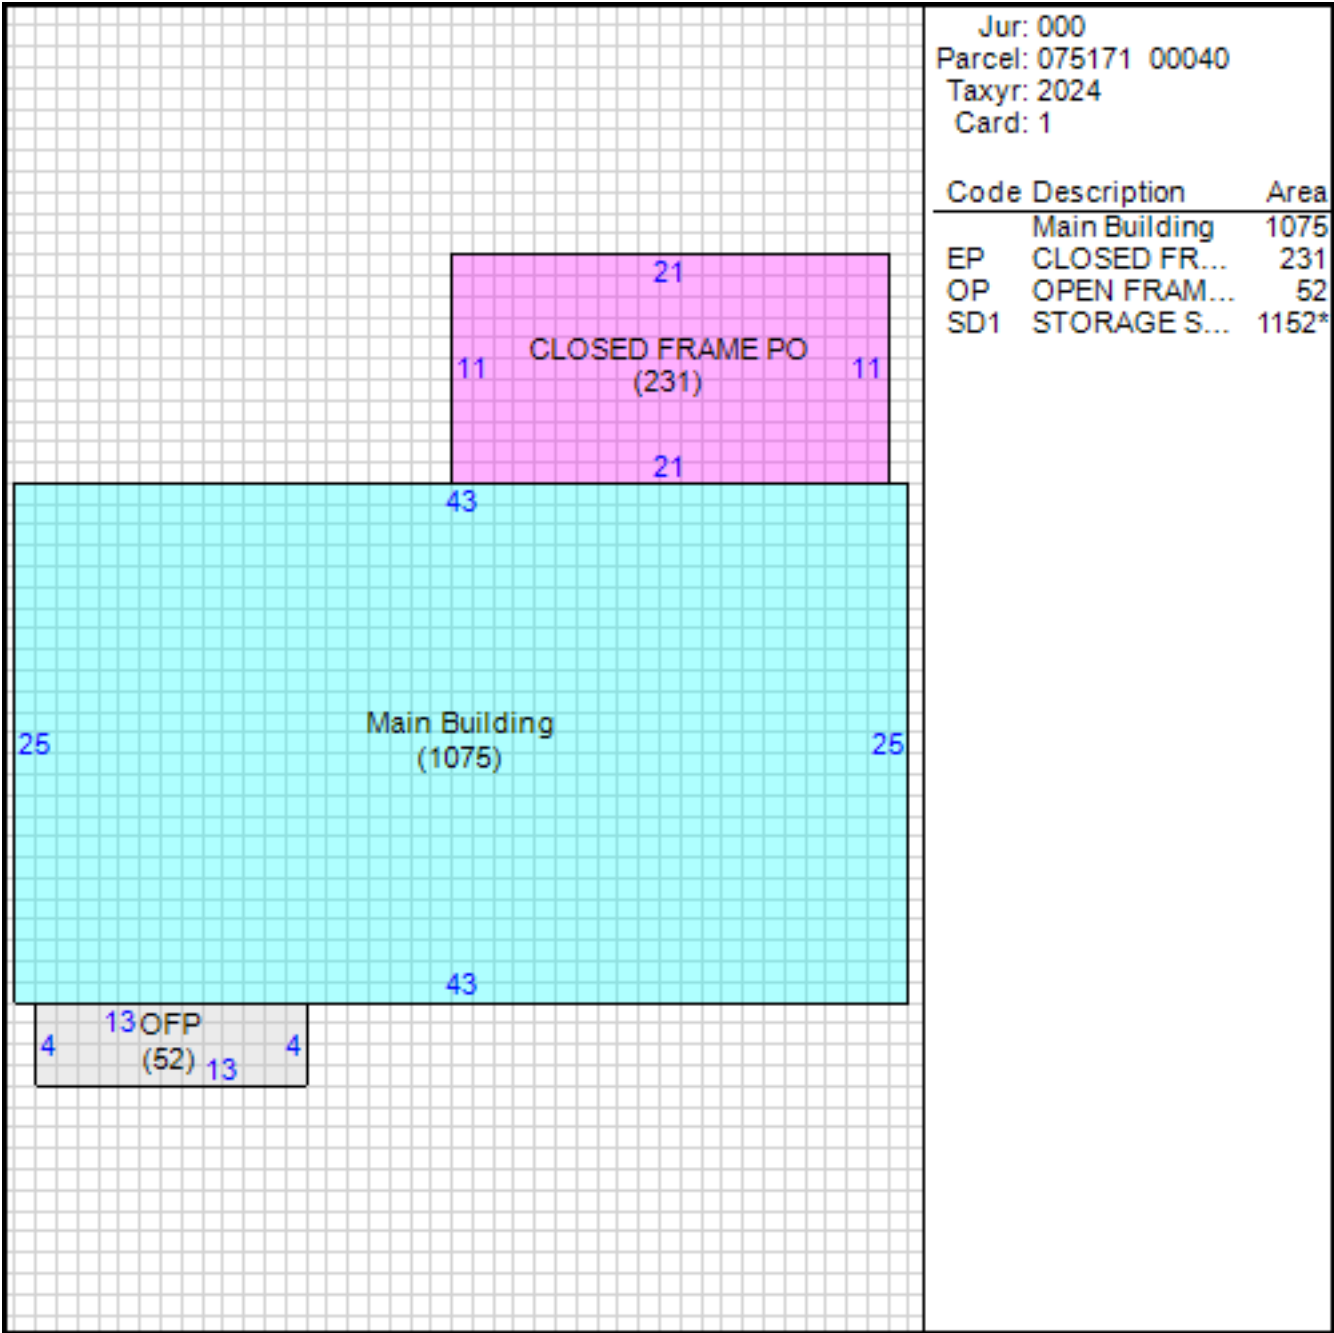 Jur: 000
Parcel: 075171 00040
Taxyr: 2024
Card: 1
Code Description Area
Main Building 1075
EP CLOSED FR... 231
OP OPEN FRAM... 52
SD1 STORAGE S... 1152*
21
CLOSED FRAME PO
11 11
(231)
21
43
Main Building
25 25
(1075)
43
13 OFP
4 4
(52) 13